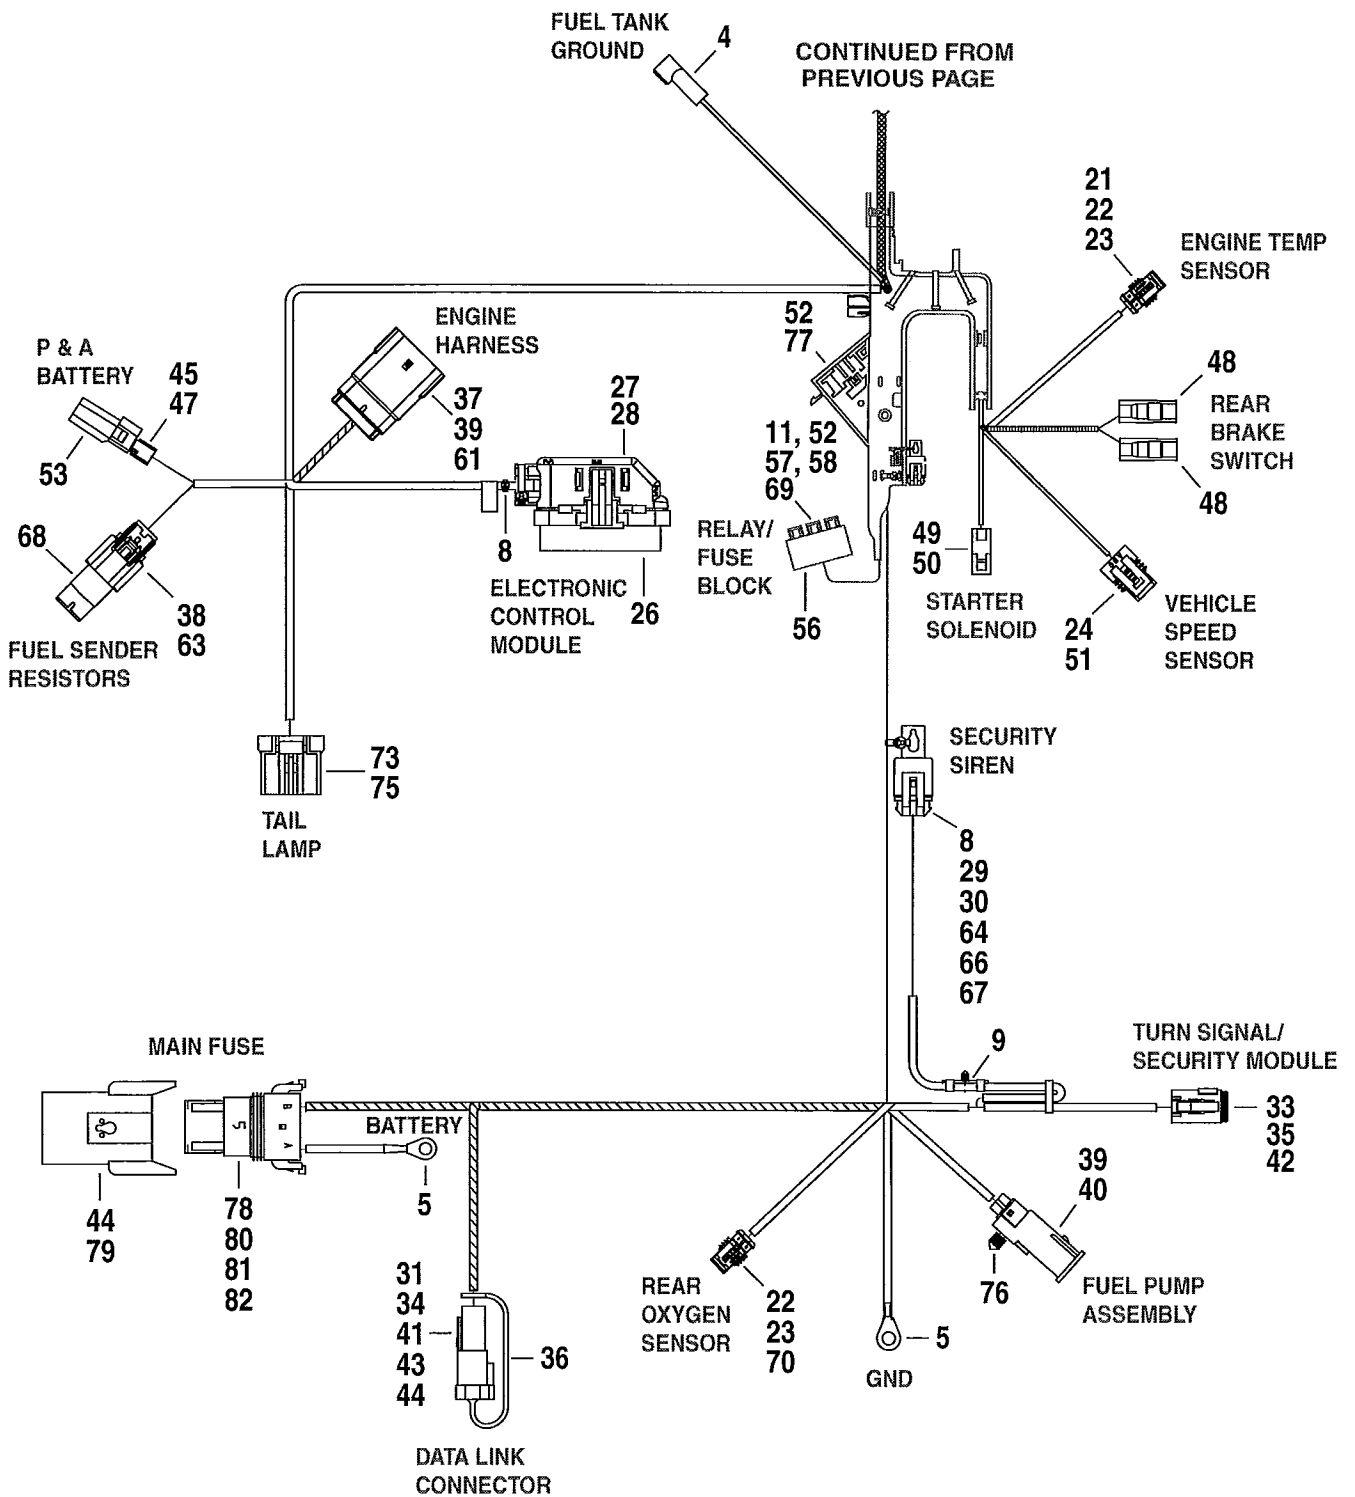 FUEL TANK
GROUND
4
CONTINUED FROM
PREVIOUS PAGE
21
22
23
ENGINE TEMP
SENSOR
ENGINE
HARNESS
52
77
P & A
BATTERY
45
47
53
37
39
61
27
28
48
REAR
BRAKE
SWITCH
48
11, 52
57, 58
69
RELAY/
FUSE
BLOCK
56
68
38
63
FUEL SENDER
RESISTORS
8
ELECTRONIC
CONTROL
MODULE
26
49
50
STARTER
SOLENOID
24
51
VEHICLE
SPEED
SENSOR
73
75
TAIL
LAMP
SECURITY
SIREN
8
29
30
64
66
67
MAIN FUSE
9
TURN SIGNAL/
SECURITY MODULE
33
35
42
B
A
5
BATTERY
5
44
79
78
80
81
82
31
34
41
43
44
36
DATA LINK
CONNECTOR
REAR
OXYGEN
SENSOR
22
23
70
5
GND
39
40
76
FUEL PUMP
ASSEMBLY